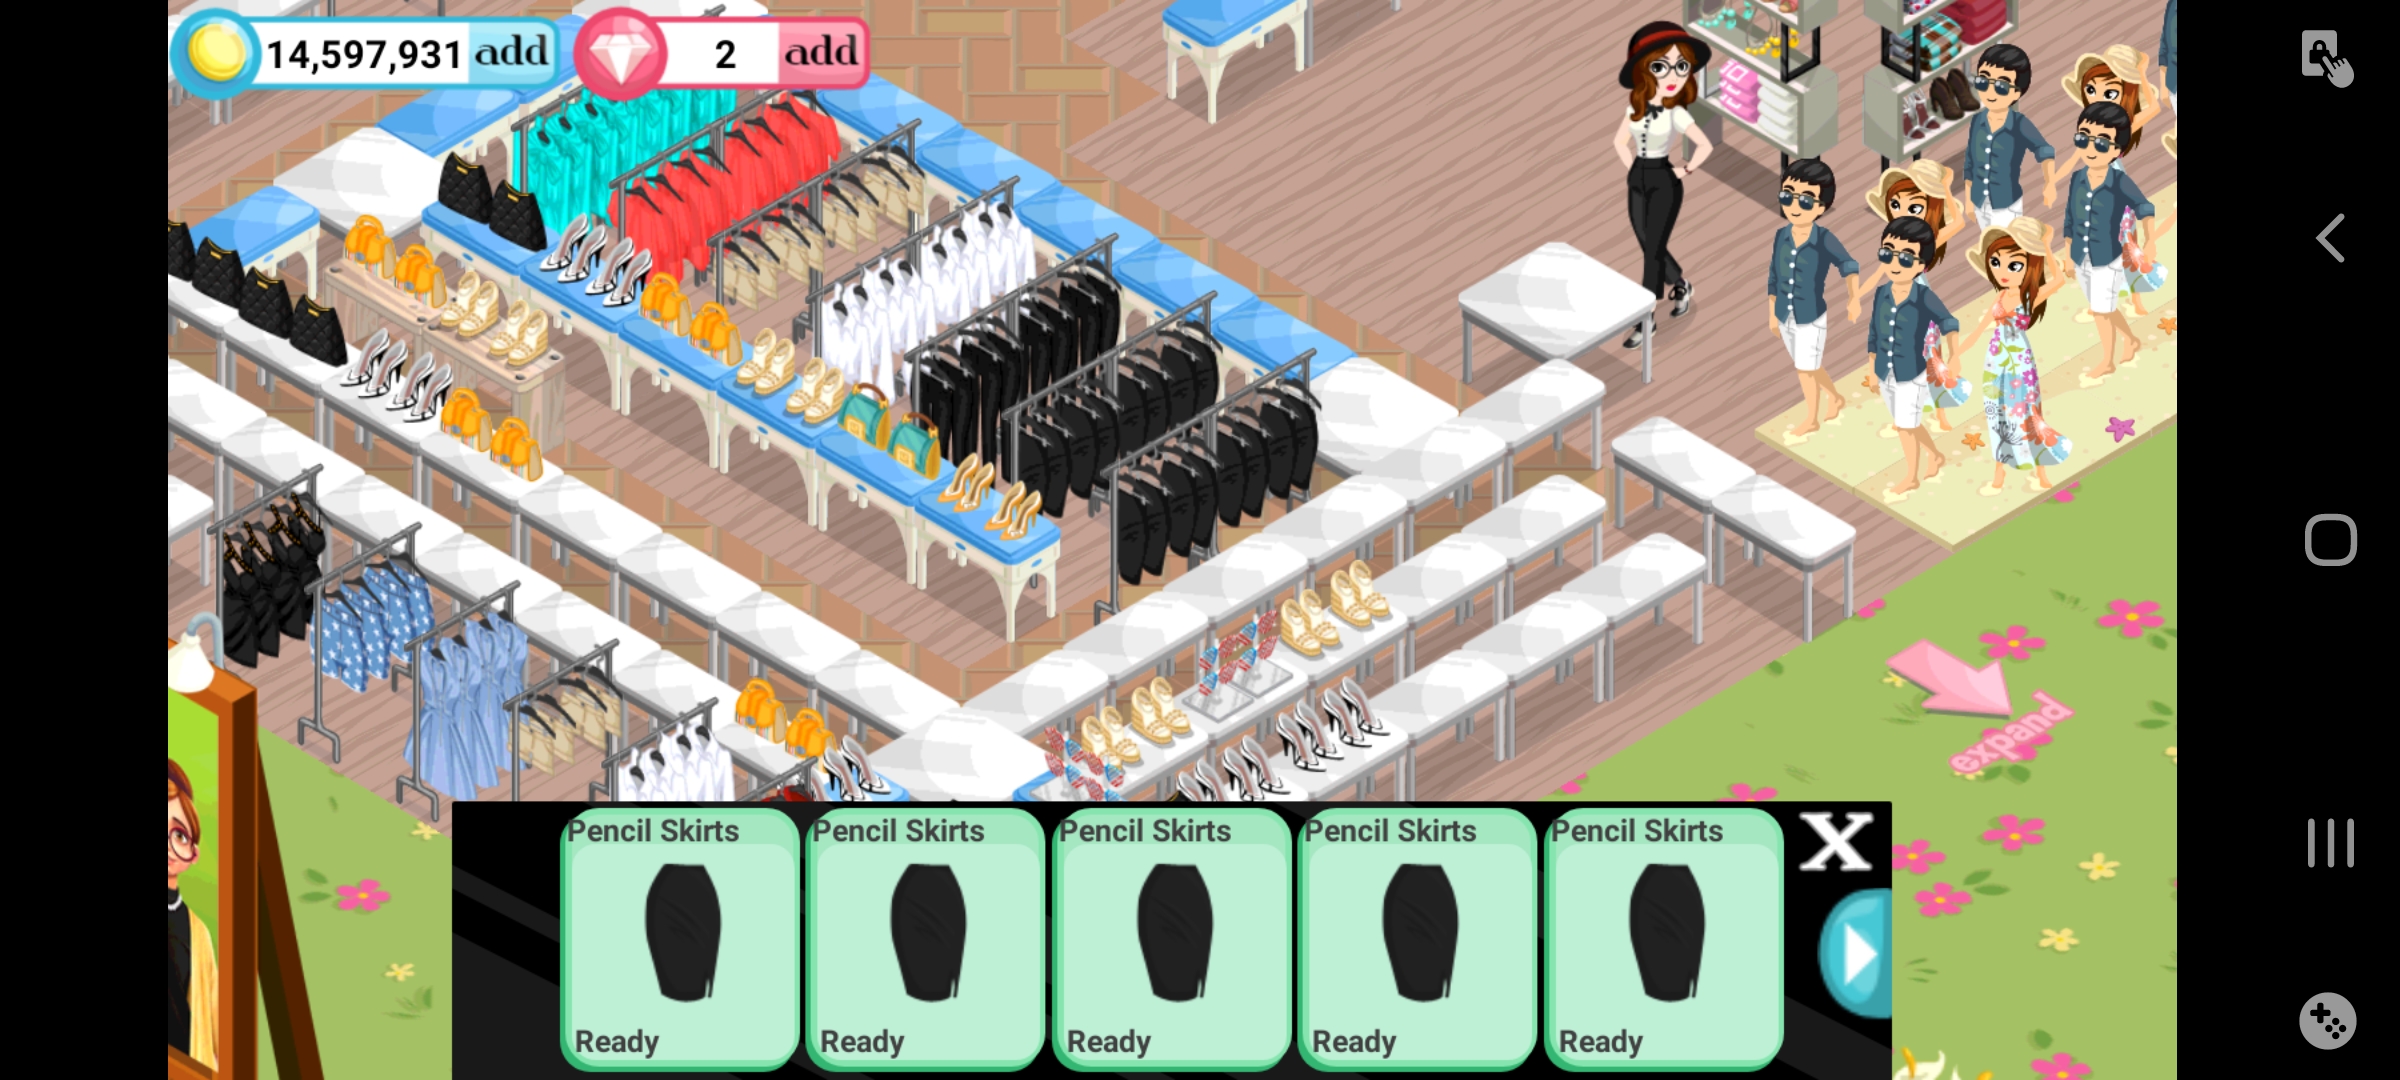 14,597,931 add
2 add
expand
Pencil Skirts
Pencil Skirts
Pencil Skirts
Pencil Skirts
Pencil Skirts
X
Ready
Ready
Ready
Ready
Ready